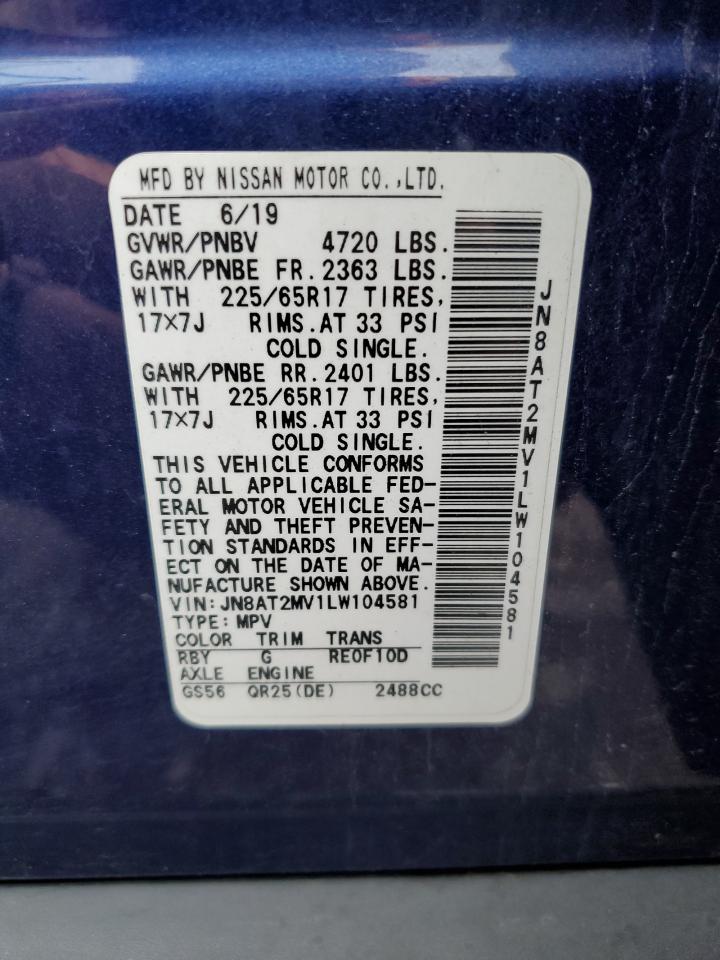 MFD BY NISSAN MOTOR CO.,LTD.
DATE 6/19
GVWR/PNBV 4720 LBS.
GAWR/PNBE FR. 2363 LBS.
WITH 225/65R17 TIRES,
17×7J RIMS.AT 33 PSI
COLD SINGLE.
GAWR/PNBE RR. 2401 LBS.
WITH 225/65R17 TIRES,
17×7J RIMS.AT 33 PSI
COLD SINGLE.
THIS VEHICLE CONFORMS
TO ALL APPLICABLE FED-
ERAL MOTOR VEHICLE SA-
FETY AND THEFT PREVEN-
TION STANDARDS IN EFF-
ECT ON THE DATE OF MA-
NUFACTURE SHOWN ABOVE.
VIN:JN8AT2MV1LW104581
TYPE:MPV
COLOR TRIM TRANS
RBY G RE0F10D
AXLE ENGINE
GS56 QR25(DE) 2488CC
JN8AT2MV1LW104581